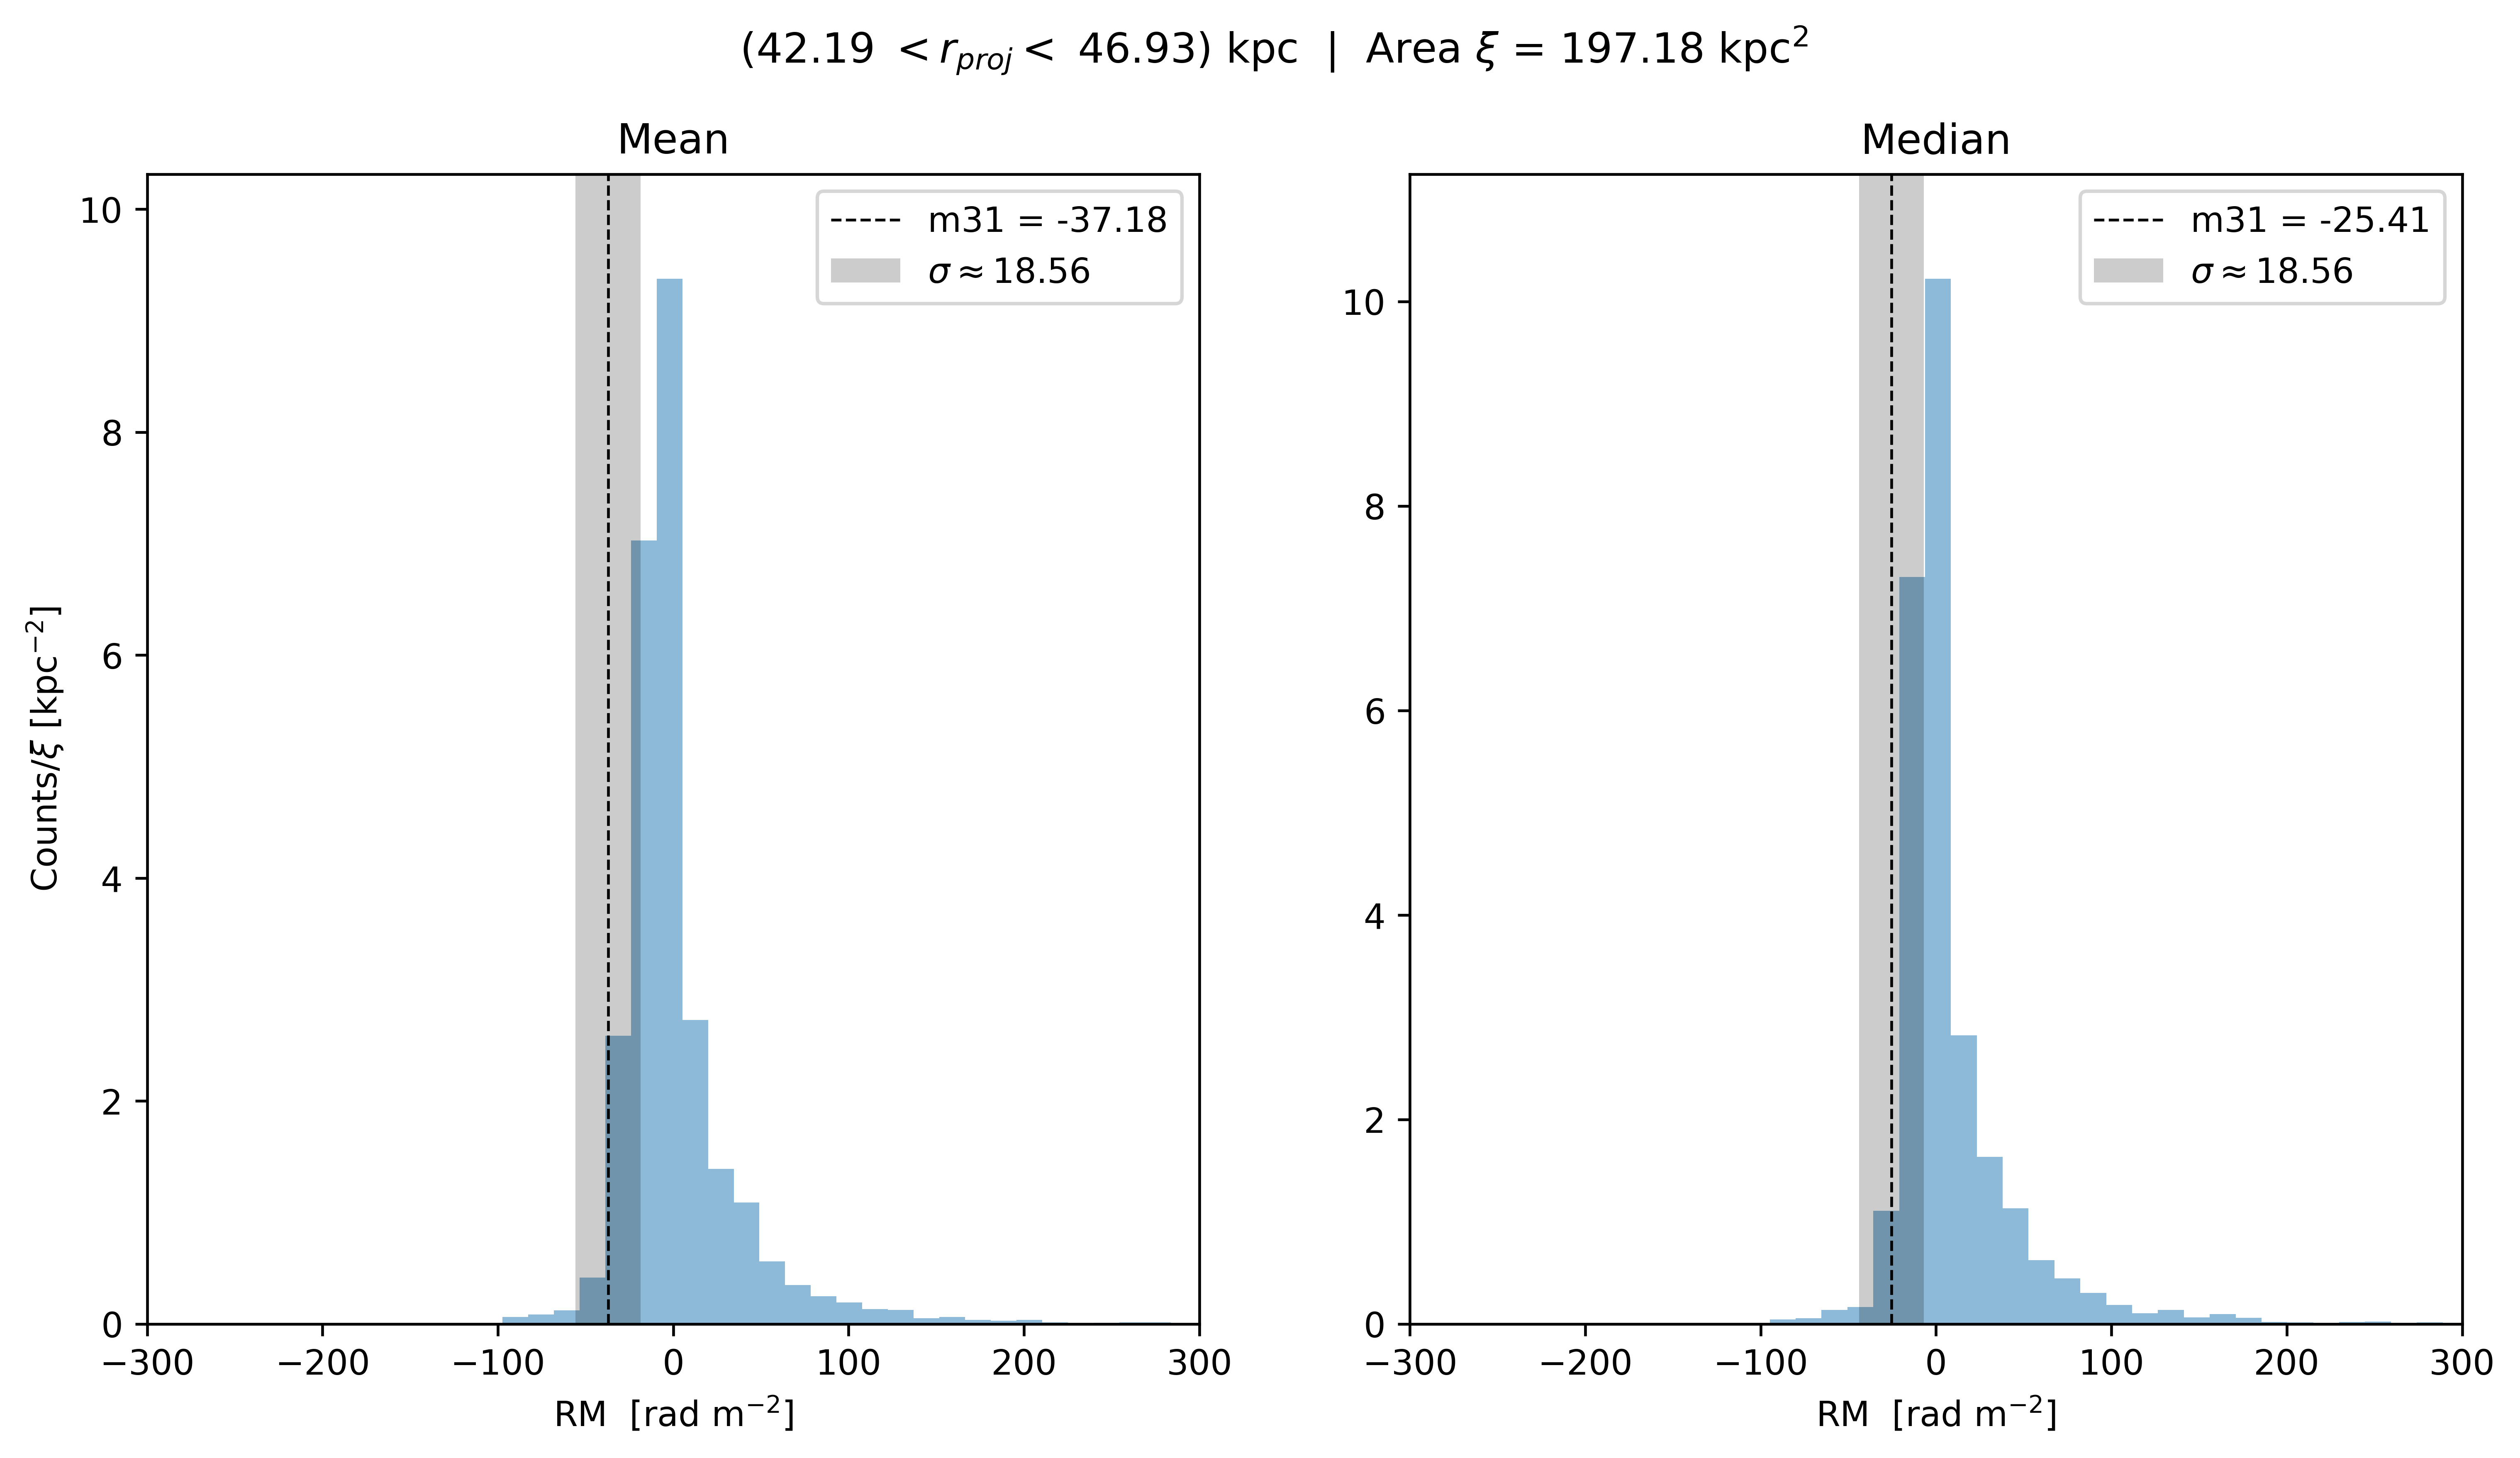 (42.19 < r_proj < 46.93) kpc | Area ξ = 197.18 kpc²
Mean
m31 = -37.18
σ ≈ 18.56
10
8
6
4
2
0
Counts/ξ [kpc⁻²]
−300 −200 −100 0 100 200 300
RM [rad m⁻²]
Median
m31 = -25.41
σ ≈ 18.56
10
8
6
4
2
0
−300 −200 −100 0 100 200 300
RM [rad m⁻²]